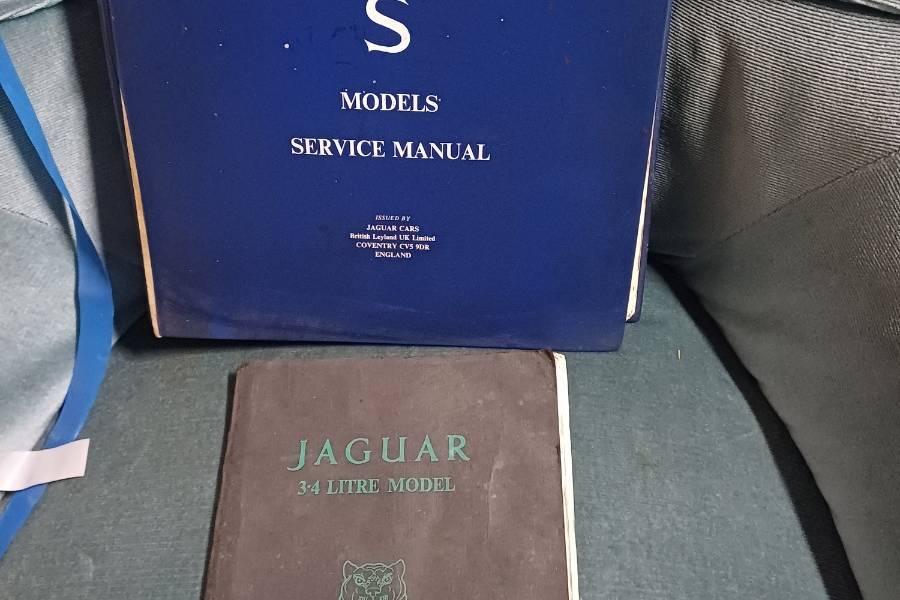 S
MODELS
SERVICE MANUAL
ISSUED BY
JAGUAR CARS
British Leyland UK Limited
COVENTRY CV5 9DR
ENGLAND
JAGUAR
3·4 LITRE MODEL